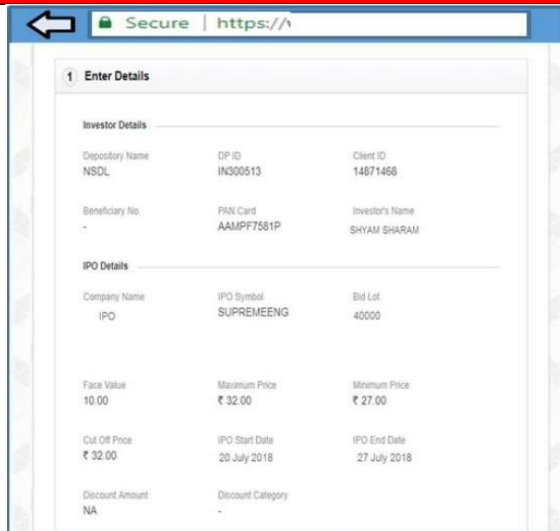 Secure | https://
1 Enter Details
Investor Details
Depository Name DP ID Client ID
NSDL IN300513 14871468
Beneficiary No PAN Card Investor's Name
- AAMPF7581P SHYAM SHARAM
IPO Details
Company Name IPO Symbol Bid Lot
IPO SUPREMEENG 40000
Face Value Maximum Price Minimum Price
10.00 ₹ 32.00 ₹ 27.00
Cut Off Price IPO Start Date IPO End Date
₹ 32.00 20 July 2018 27 July 2018
Discount Amount Discount Category
NA -